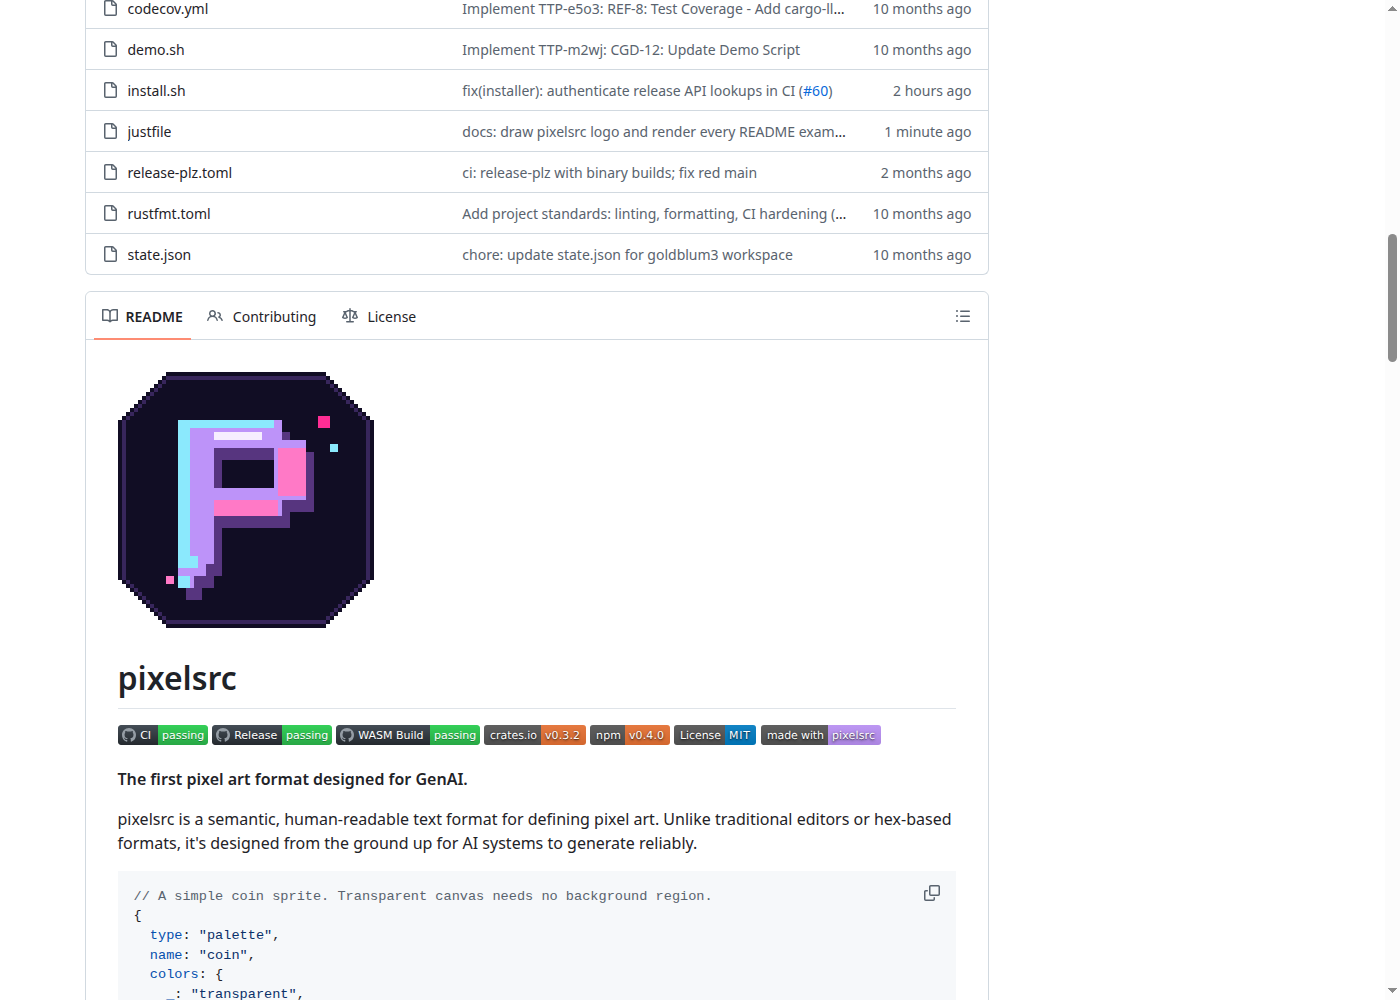 codecov.yml Implement TTP-e5o3: REF-8: Test Coverage - Add cargo-ll... 10 months ago
demo.sh Implement TTP-m2wj: CGD-12: Update Demo Script 10 months ago
install.sh fix(installer): authenticate release API lookups in CI (#60) 2 hours ago
justfile docs: draw pixelsrc logo and render every README exam... 1 minute ago
release-plz.toml ci: release-plz with binary builds; fix red main 2 months ago
rustfmt.toml Add project standards: linting, formatting, CI hardening (... 10 months ago
state.json chore: update state.json for goldblum3 workspace 10 months ago
README Contributing License
P
pixelsrc
CI passing Release passing WASM Build passing crates.io v0.3.2 npm v0.4.0 License MIT made with pixelsrc
The first pixel art format designed for GenAI.
pixelsrc is a semantic, human-readable text format for defining pixel art. Unlike traditional editors or hex-based
formats, it's designed from the ground up for AI systems to generate reliably.
// A simple coin sprite. Transparent canvas needs no background region.
{
type: "palette",
name: "coin",
colors: {
_: "transparent",